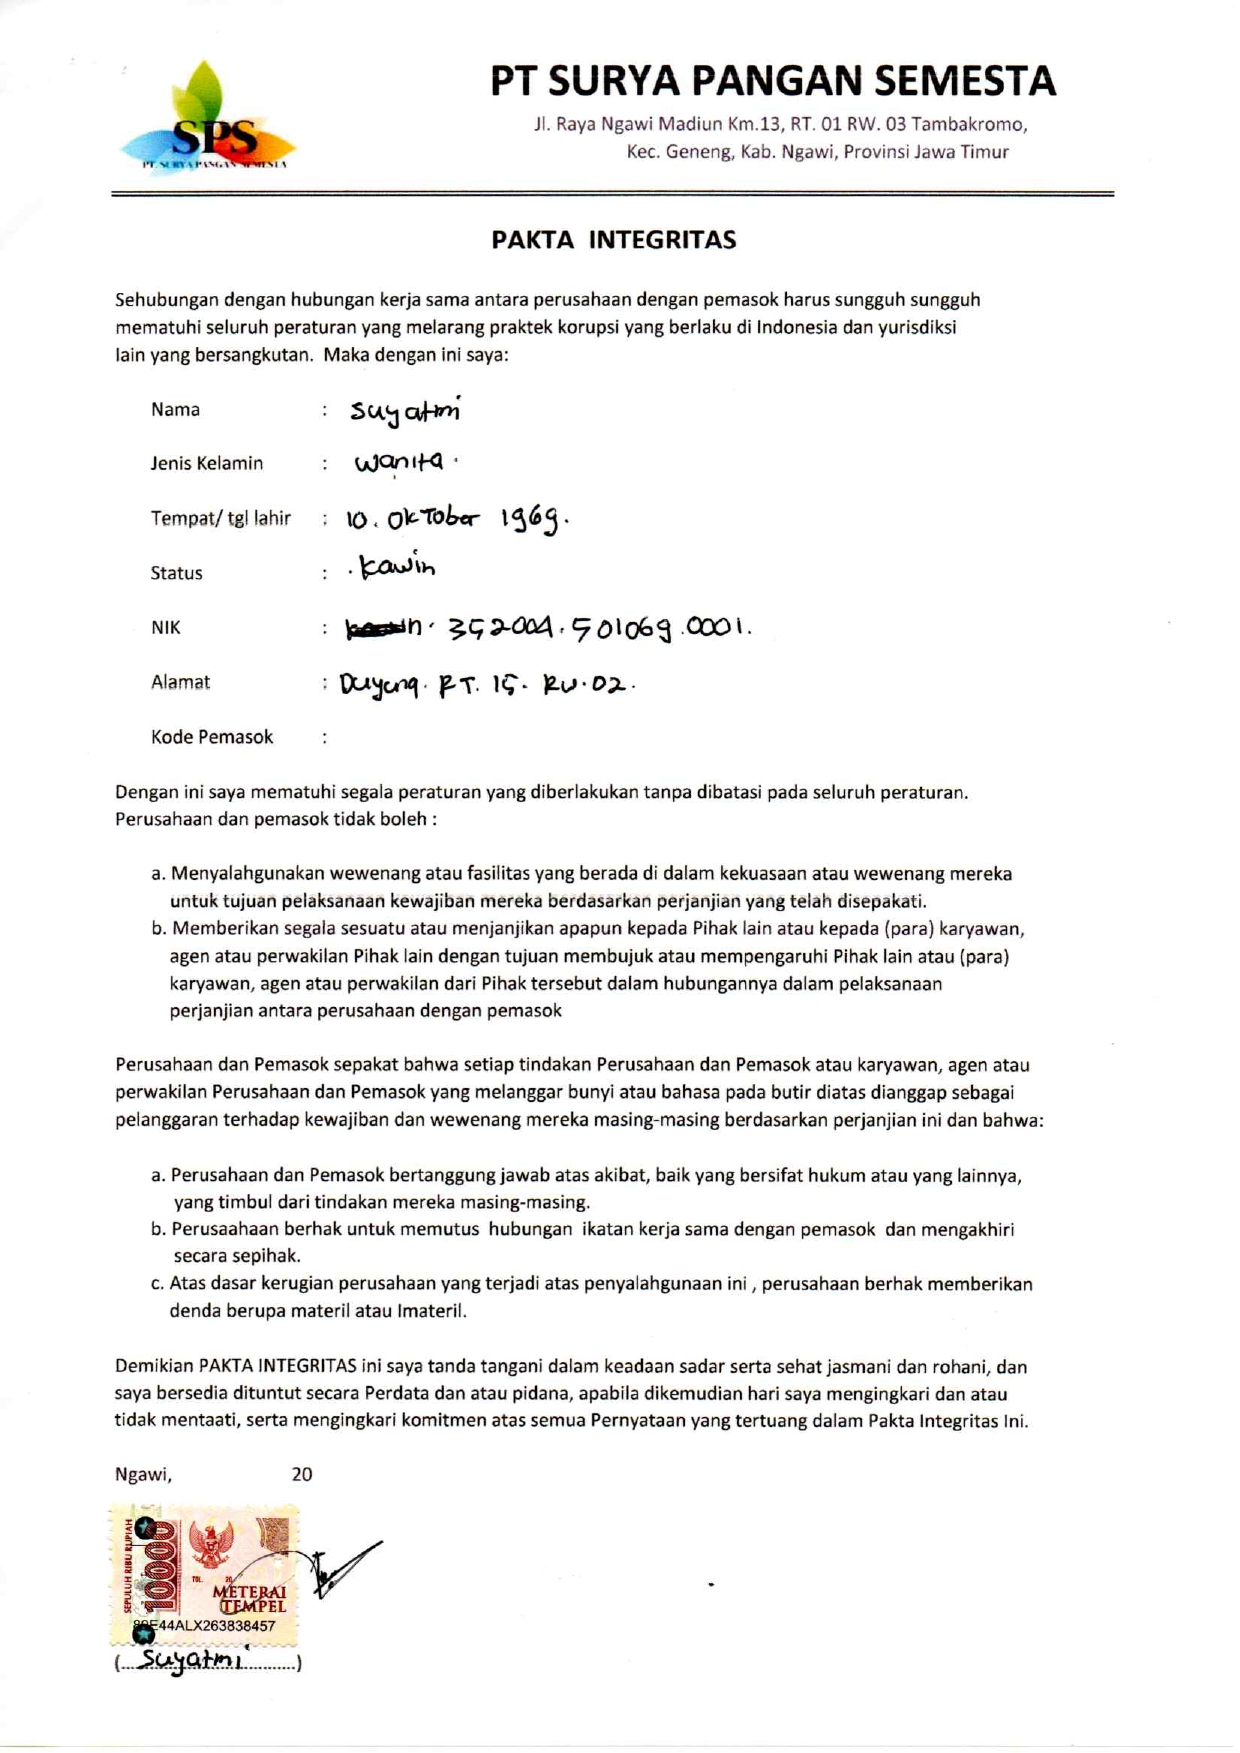 SPS
PT. SURYA PANGAN SEMESTA
PT SURYA PANGAN SEMESTA
Jl. Raya Ngawi Madiun Km.13, RT. 01 RW. 03 Tambakromo,
Kec. Geneng, Kab. Ngawi, Provinsi Jawa Timur
PAKTA INTEGRITAS
Sehubungan dengan hubungan kerja sama antara perusahaan dengan pemasok harus sungguh sungguh
mematuhi seluruh peraturan yang melarang praktek korupsi yang berlaku di Indonesia dan yurisdiksi
lain yang bersangkutan. Maka dengan ini saya:
Nama : Suyatmi
Jenis Kelamin : Wanita.
Tempat/ tgl lahir : 10. Oktober 1969.
Status : . Kawin
NIK : 352004.501069.0001.
Alamat : Duyung. RT. 15. RW. 02.
Kode Pemasok :
Dengan ini saya mematuhi segala peraturan yang diberlakukan tanpa dibatasi pada seluruh peraturan.
Perusahaan dan pemasok tidak boleh :
a. Menyalahgunakan wewenang atau fasilitas yang berada di dalam kekuasaan atau wewenang mereka
untuk tujuan pelaksanaan kewajiban mereka berdasarkan perjanjian yang telah disepakati.
b. Memberikan segala sesuatu atau menjanjikan apapun kepada Pihak lain atau kepada (para) karyawan,
agen atau perwakilan Pihak lain dengan tujuan membujuk atau mempengaruhi Pihak lain atau (para)
karyawan, agen atau perwakilan dari Pihak tersebut dalam hubungannya dalam pelaksanaan
perjanjian antara perusahaan dengan pemasok
Perusahaan dan Pemasok sepakat bahwa setiap tindakan Perusahaan dan Pemasok atau karyawan, agen atau
perwakilan Perusahaan dan Pemasok yang melanggar bunyi atau bahasa pada butir diatas dianggap sebagai
pelanggaran terhadap kewajiban dan wewenang mereka masing-masing berdasarkan perjanjian ini dan bahwa:
a. Perusahaan dan Pemasok bertanggung jawab atas akibat, baik yang bersifat hukum atau yang lainnya,
yang timbul dari tindakan mereka masing-masing.
b. Perusaahaan berhak untuk memutus hubungan ikatan kerja sama dengan pemasok dan mengakhiri
secara sepihak.
c. Atas dasar kerugian perusahaan yang terjadi atas penyalahgunaan ini , perusahaan berhak memberikan
denda berupa materil atau Imateril.
Demikian PAKTA INTEGRITAS ini saya tanda tangani dalam keadaan sadar serta sehat jasmani dan rohani, dan
saya bersedia dituntut secara Perdata dan atau pidana, apabila dikemudian hari saya mengingkari dan atau
tidak mentaati, serta mengingkari komitmen atas semua Pernyataan yang tertuang dalam Pakta Integritas Ini.
Ngawi, 20
SEPULUH RIBU RUPIAH
10000
TGL. 20
METERAI
TEMPEL
E44ALX263838457
(....Suyatmi............)